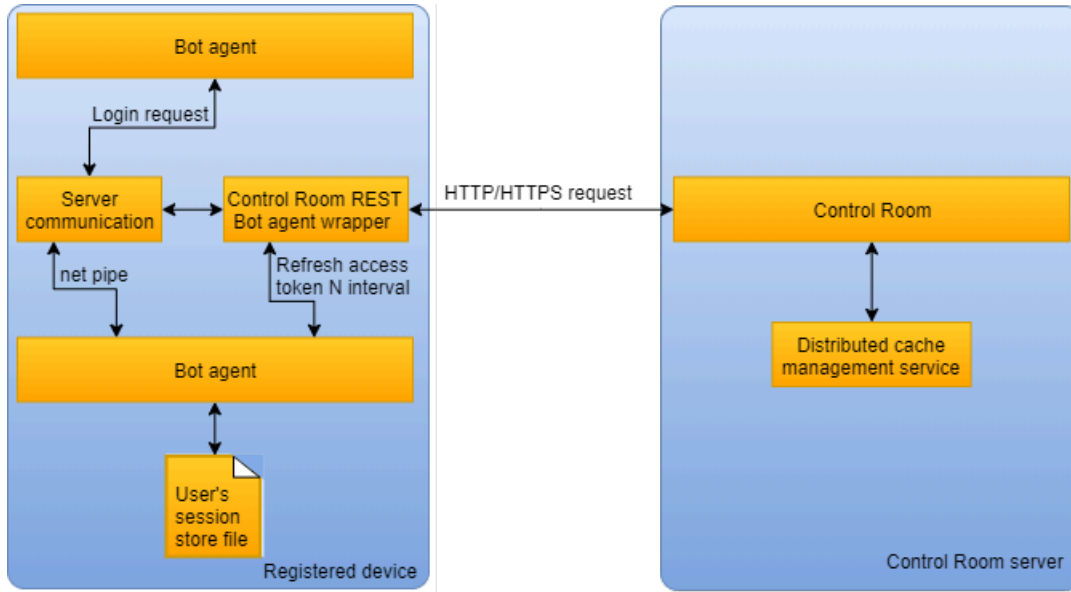 Bot agent
Login request
Server
communication
Control Room REST
Bot agent wrapper
HTTP/HTTPS request
Control Room
net pipe
Refresh access
token N interval
Distributed cache
management service
Bot agent
User's
session
store file
Registered device
Control Room server